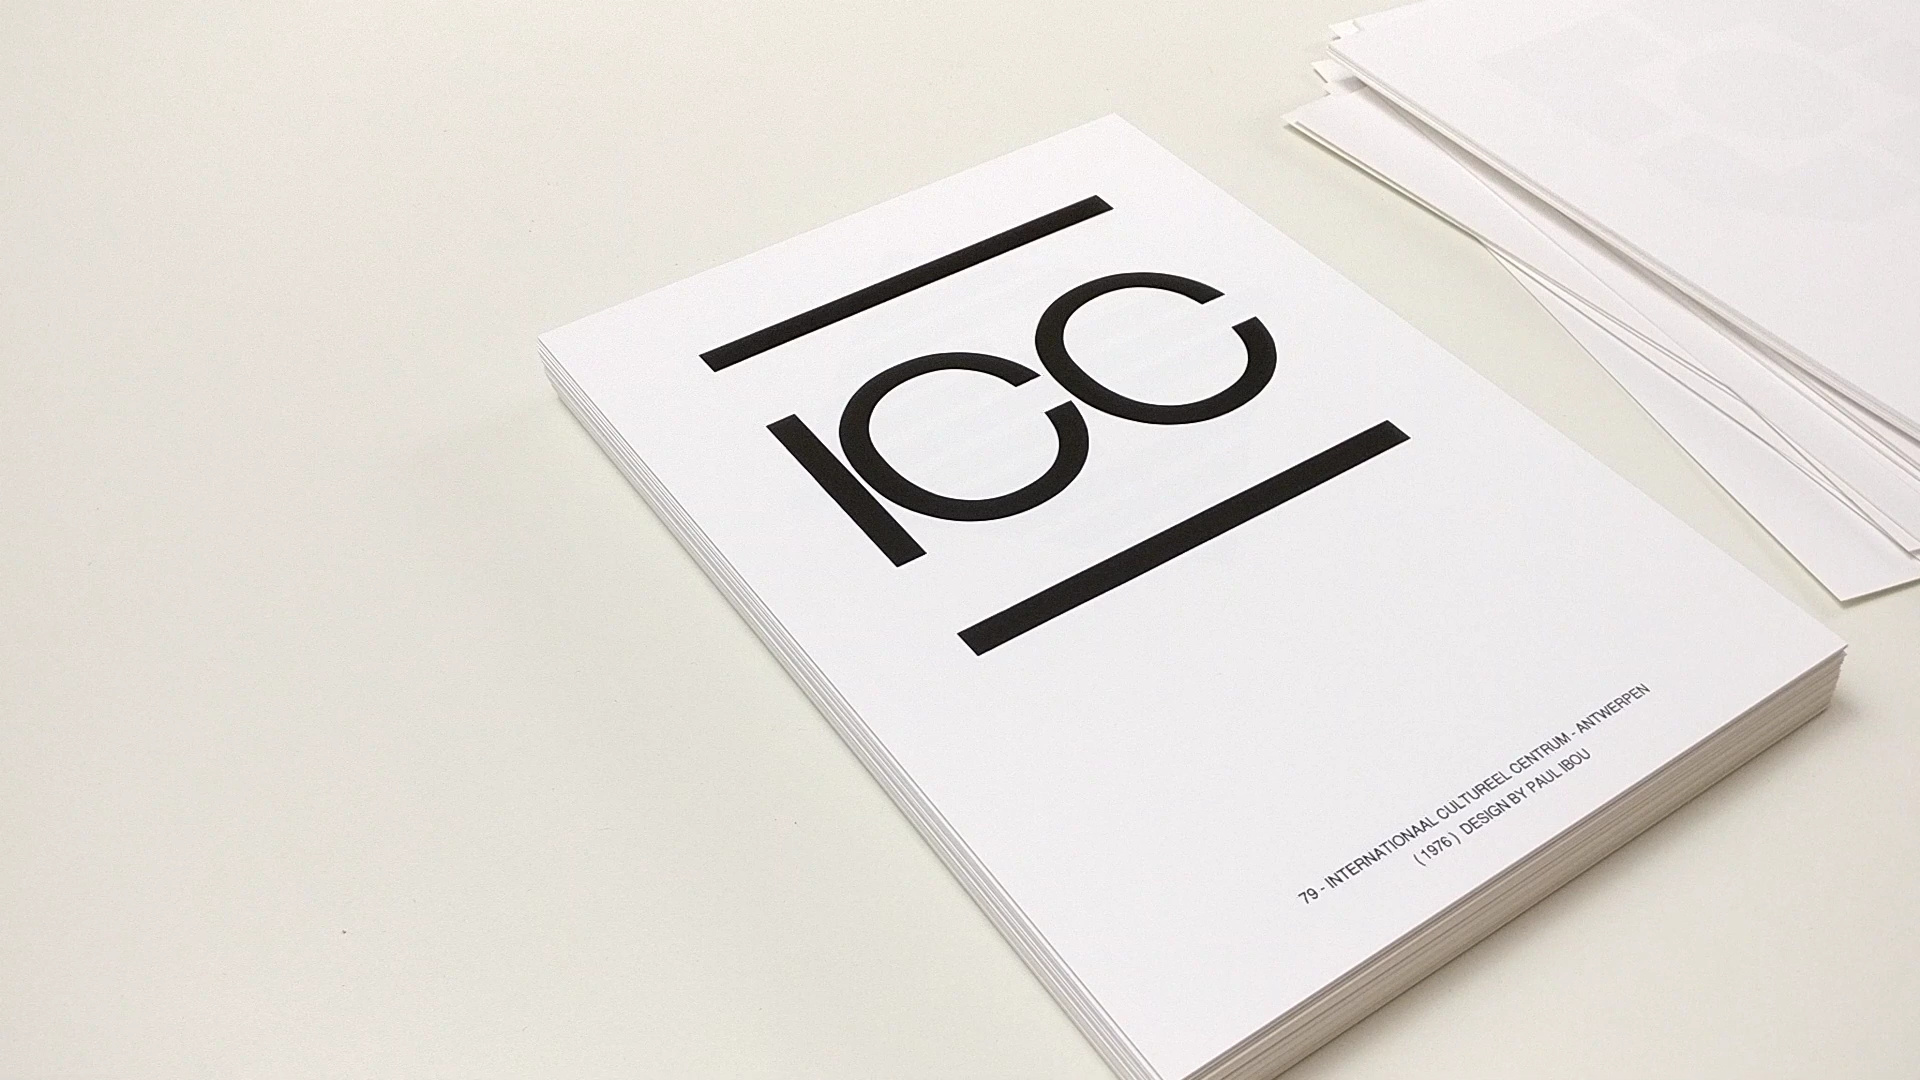 ICC
79 - INTERNATIONAAL CULTUREEL CENTRUM - ANTWERPEN
( 1976 ) DESIGN BY PAUL IBOU